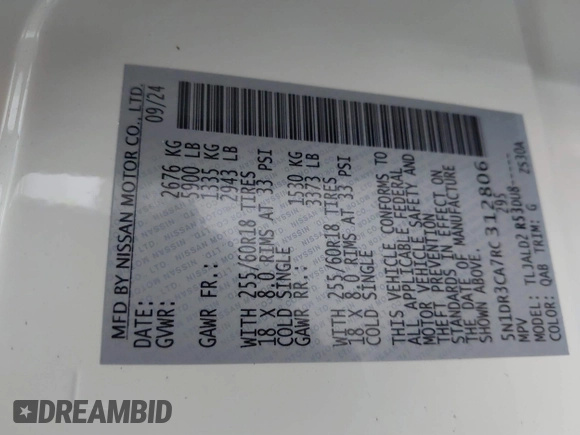 MFD BY NISSAN MOTOR CO., LTD.
DATE: 09/24
GVWR: 2676 KG
5900 LB
GAWR FR.: 1335 KG
2943 LB
WITH 255/60R18 TIRES
18 X 8.0 RIMS AT 33 PSI
COLD SINGLE
GAWR RR.: 1530 KG
3373 LB
WITH 255/60R18 TIRES
18 X 8.0 RIMS AT 33 PSI
COLD SINGLE
THIS VEHICLE CONFORMS TO
ALL APPLICABLE FEDERAL
MOTOR VEHICLE SAFETY AND
THEFT PREVENTION
STANDARDS IN EFFECT ON
THE DATE OF MANUFACTURE
SHOWN ABOVE.
5N1DR3CA7RC312806
MPV 793
MODEL: TLJALD2 R53DU8-----
COLOR: QAB TRIM: G 2S30A
DREAMBID